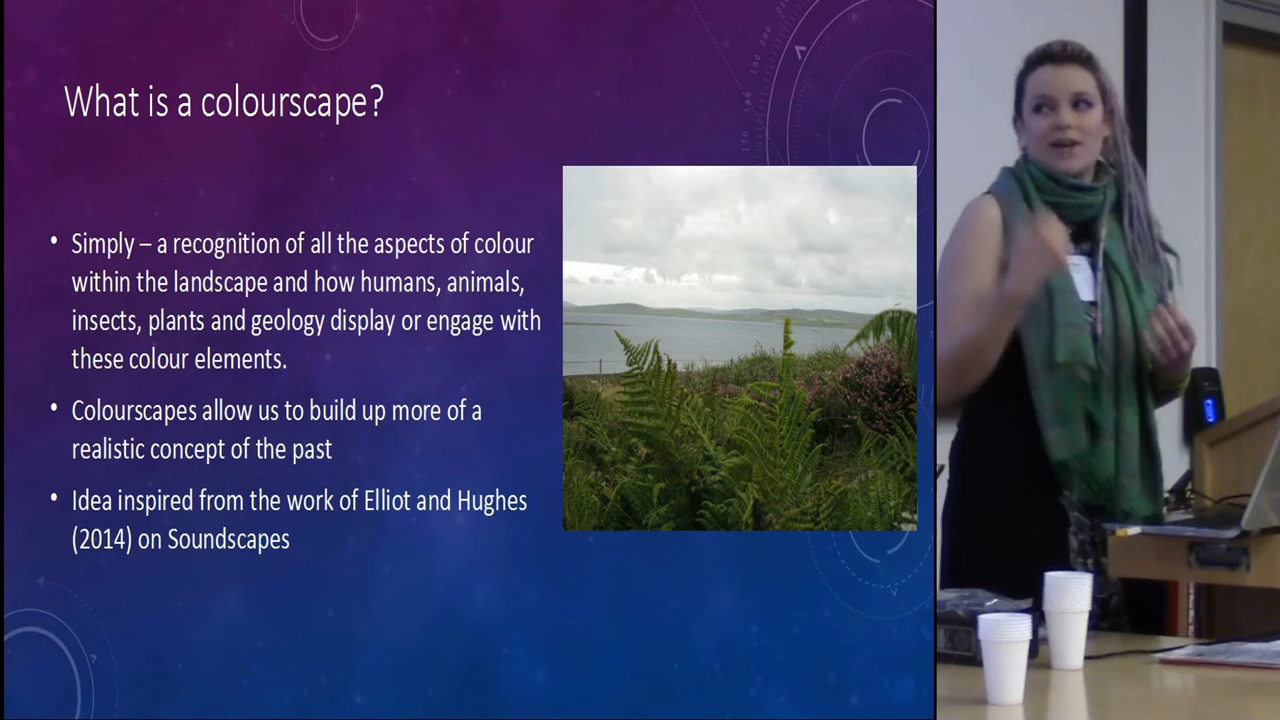 What is a colourscape?
• Simply – a recognition of all the aspects of colour
within the landscape and how humans, animals,
insects, plants and geology display or engage with
these colour elements.
• Colourscapes allow us to build up more of a
realistic concept of the past
• Idea inspired from the work of Elliot and Hughes
(2014) on Soundscapes